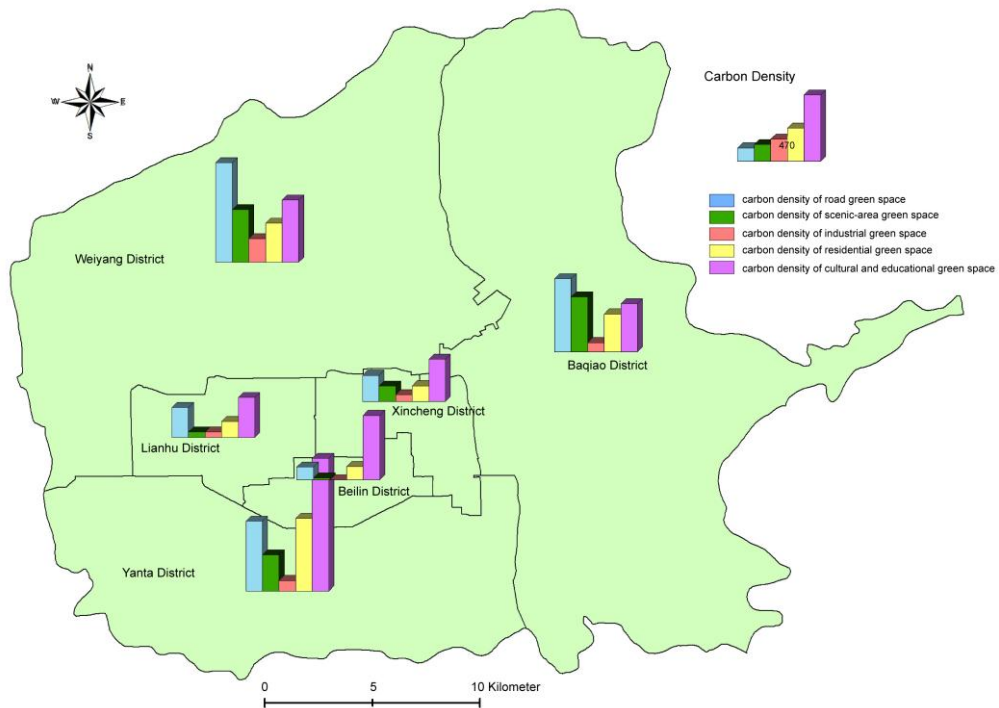 N
W
E
S
Carbon Density
470
carbon density of road green space
carbon density of scenic-area green space
carbon density of industrial green space
carbon density of residential green space
carbon density of cultural and educational green space
Weiyang District
Baqiao District
Xincheng District
Lianhu District
Beilin District
Yanta District
0 5 10 Kilometer